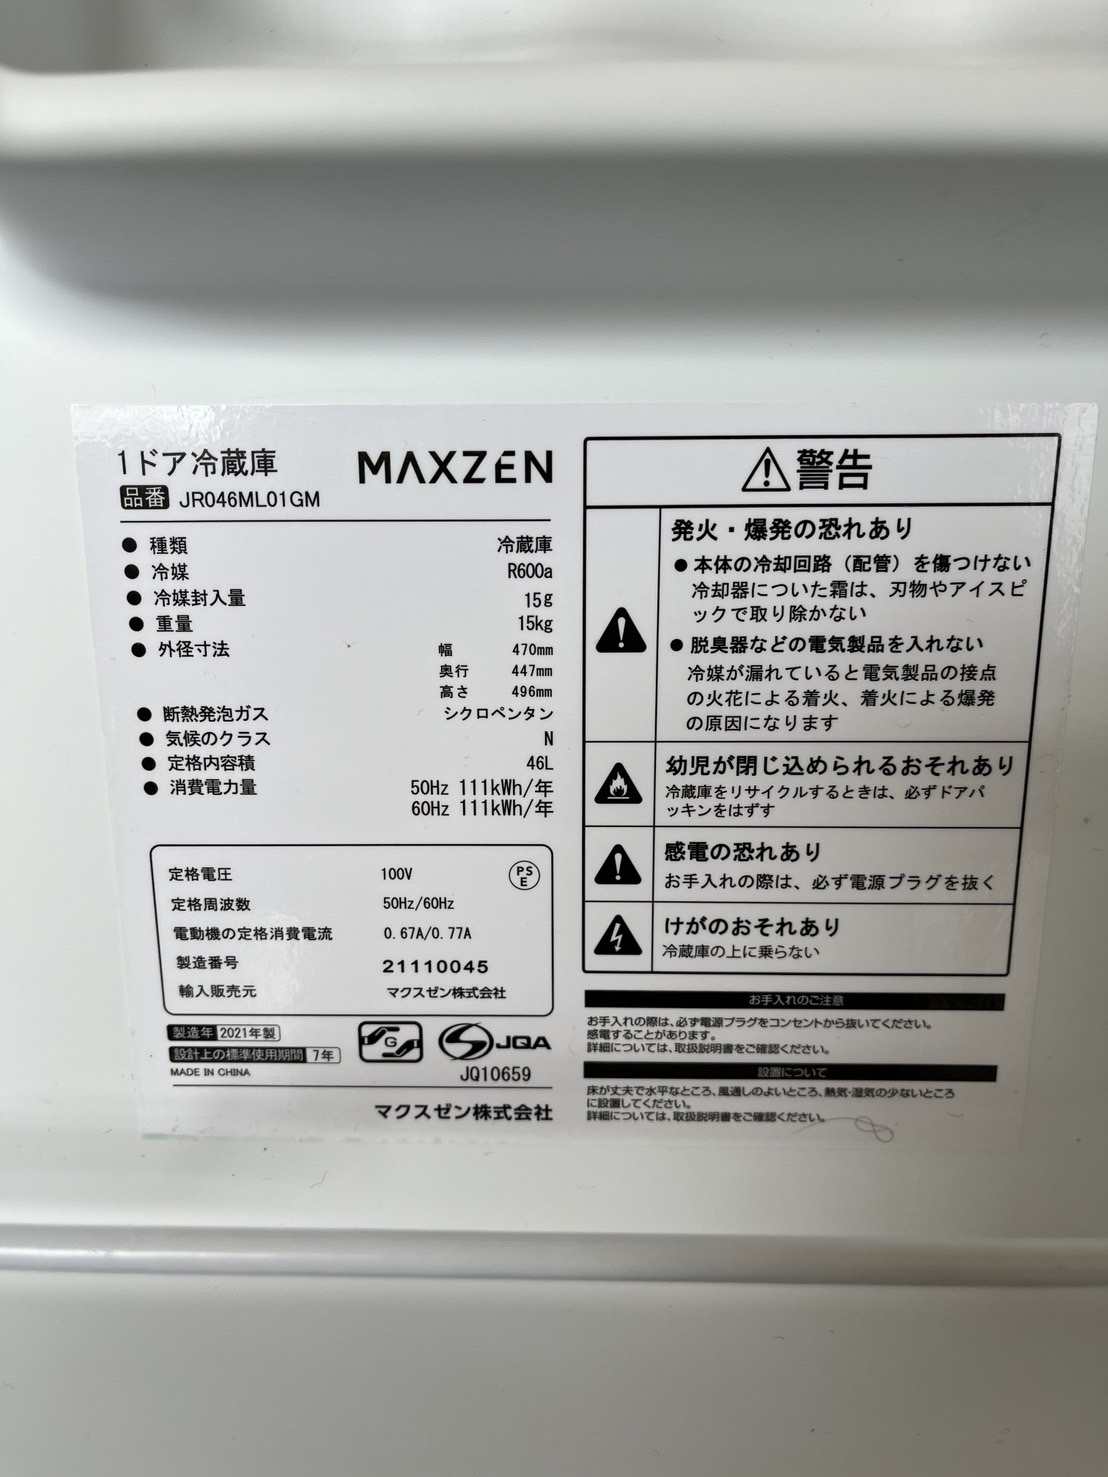 1ドア冷蔵庫
MAXZEN
品番 JR046ML01GM
● 種類 冷蔵庫
● 冷媒 R600a
● 冷媒封入量 15g
● 重量 15kg
● 外径寸法 幅 470mm
奥行 447mm
高さ 496mm
● 断熱発泡ガス シクロペンタン
● 気候のクラス N
● 定格内容積 46L
● 消費電力量 50Hz 111kWh/年
60Hz 111kWh/年
定格電圧 100V
PS
E
定格周波数 50Hz/60Hz
電動機の定格消費電流 0.67A/0.77A
製造番号 21110045
輸入販売元 マクスゼン株式会社
製造年 2021年製
設計上の標準使用期間 7年
MADE IN CHINA
G
JQA
JQ10659
マクスゼン株式会社
警告
発火・爆発の恐れあり
● 本体の冷却回路（配管）を傷つけない
冷却器についた霜は、刃物やアイスピ
ックで取り除かない
● 脱臭器などの電気製品を入れない
冷媒が漏れていると電気製品の接点
の火花による着火、着火による爆発
の原因になります
幼児が閉じ込められるおそれあり
冷蔵庫をリサイクルするときは、必ずドアパ
ッキンをはずす
感電の恐れあり
お手入れの際は、必ず電源プラグを抜く
けがのおそれあり
冷蔵庫の上に乗らない
お手入れのご注意
お手入れの際は、必ず電源プラグをコンセントから抜いてください。
感電することがあります。
詳細については、取扱説明書をご確認ください。
設置について
床が丈夫で水平なところ、風通しのよいところ、熱気・湿気の少ないところ
に設置してください。
詳細については、取扱説明書をご確認ください。